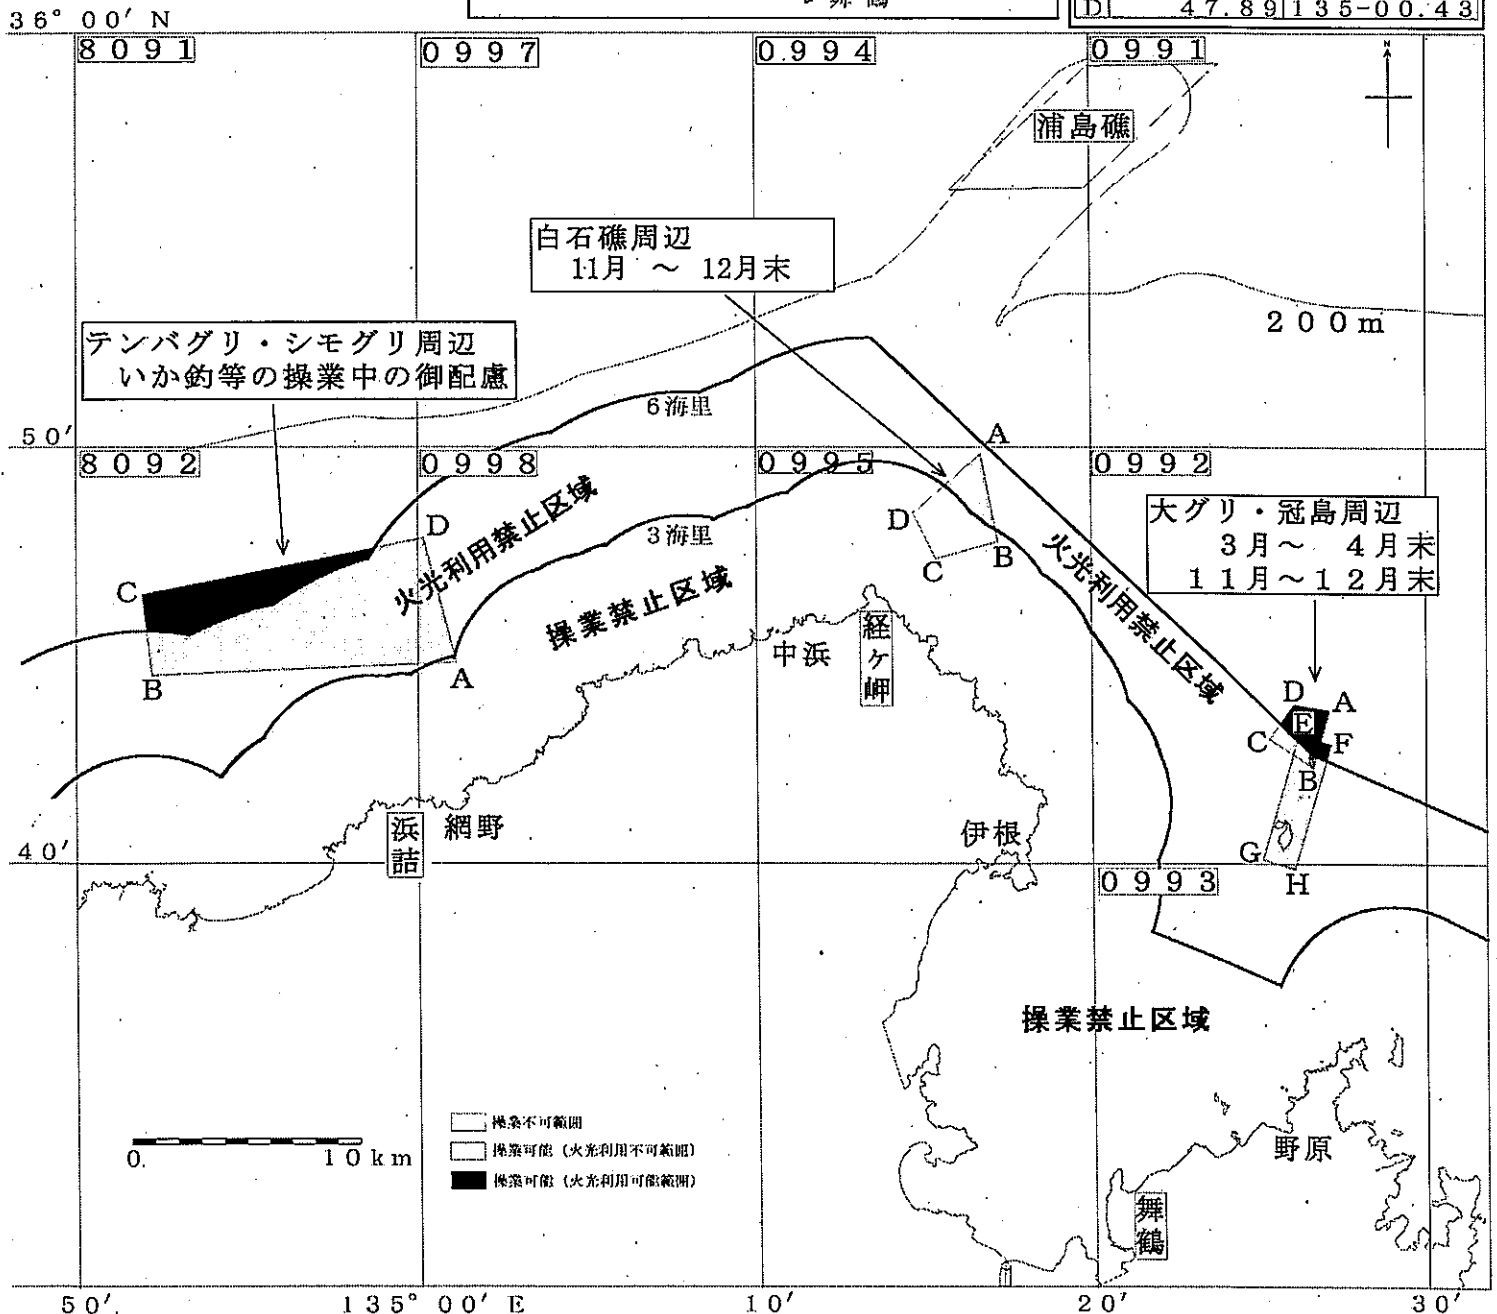 舞鶴
D 47.89 135-00.43
36° 00′ N
8091
0997
0994
0991
N
浦島礁
白石礁周辺
11月 ～ 12月末
200m
テンバグリ・シモグリ周辺
いか釣等の操業中の御配慮
6海里
50′
8092
0998
0995
0992
A
D
C
B
3海里
火光利用禁止区域
操業禁止区域
火光利用禁止区域
大グリ・冠島周辺
3月～ 4月末
11月～12月末
D
C
B
A
中浜
経ヶ岬
D
A
E
C
F
B
G
H
浜詰
網野
伊根
40′
0993
操業禁止区域
操業不可範囲
操業可能（火光利用不可範囲）
操業可能（火光利用可能範囲）
0. 10km
野原
舞鶴
50′
135° 00′ E
10′
20′
30′